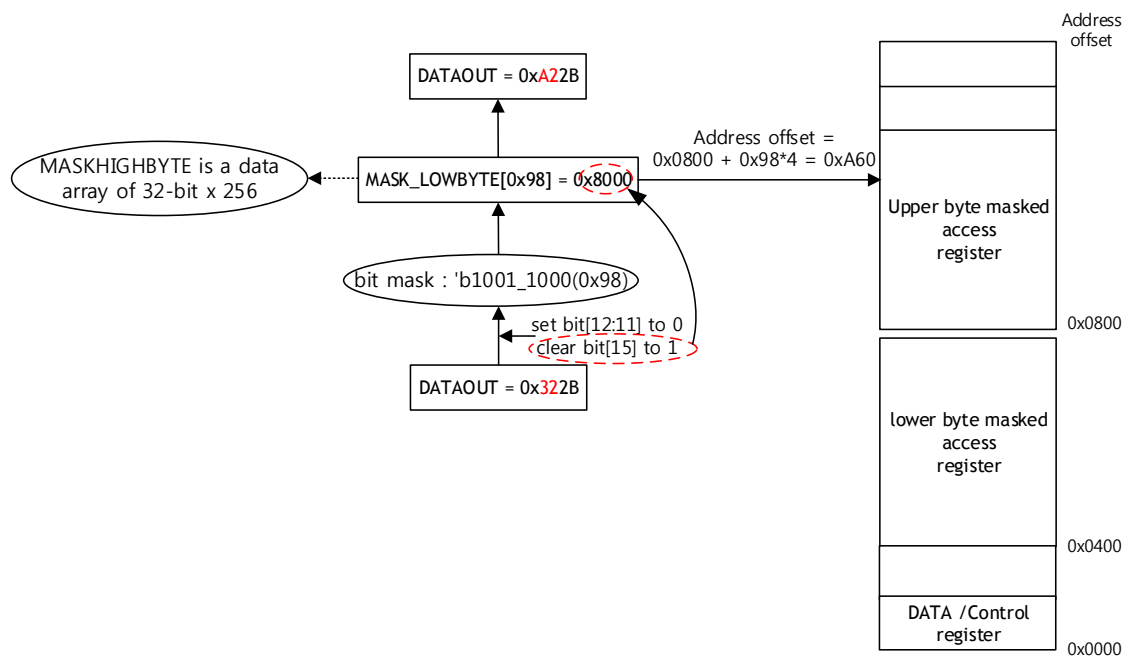 Address
offset
DATAOUT = 0xA22B
Address offset =
0x0800 + 0x98*4 = 0xA60
MASKHIGHBYTE is a data
array of 32-bit x 256
MASK_LOWBYTE[0x98] = 0x8000
Upper byte masked
access
register
bit mask : 'b1001_1000(0x98)
set bit[12:11] to 0
clear bit[15] to 1
0x0800
DATAOUT = 0x322B
lower byte masked
access
register
0x0400
DATA /Control
register
0x0000